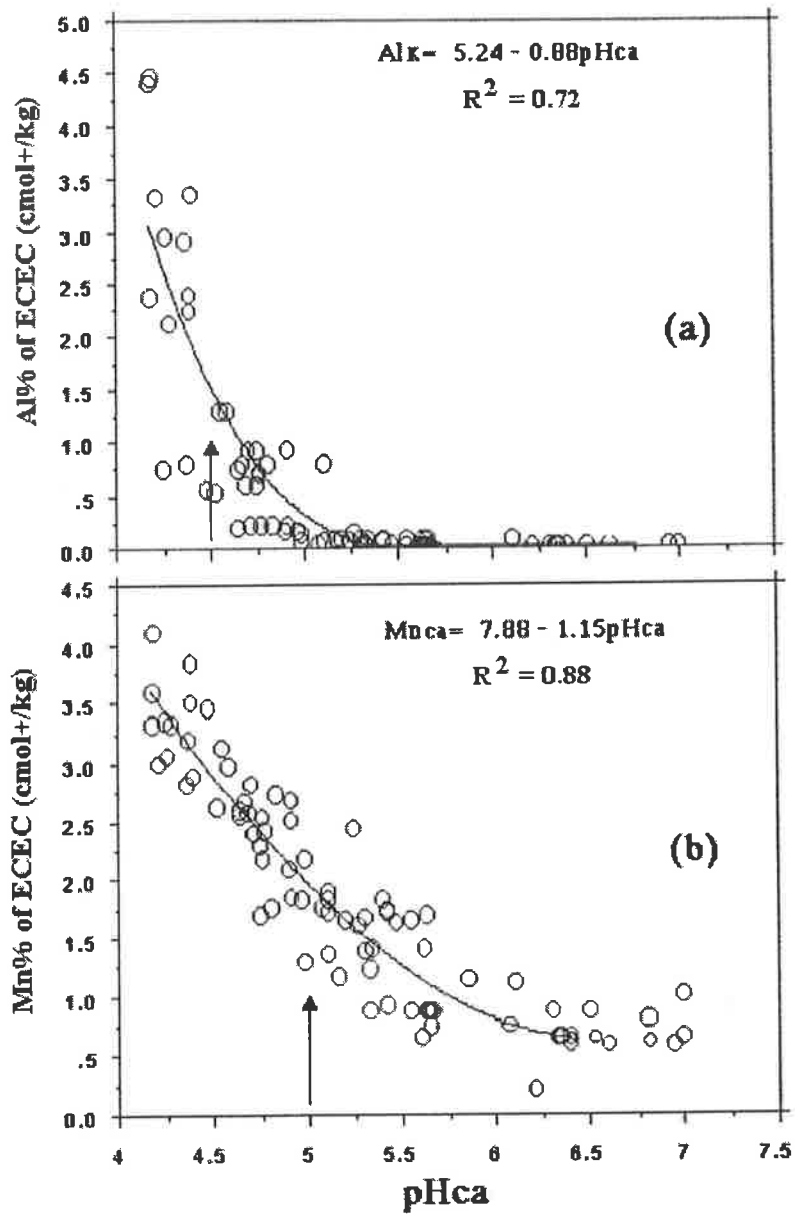 5.0
Alκ= 5.24 - 0.88pHca
R² = 0.72
4.5
4.0
3.5
3.0
2.5
2.0
1.5
1.0
.5
0.0
Al% of ECEC (cmol+/kg)
(a)
4.5
Mnca= 7.88 - 1.15pHca
R² = 0.88
4.0
3.5
3.0
2.5
2.0
1.5
1.0
.5
0.0
Mn% of ECEC (cmol+/kg)
(b)
4 4.5 5 5.5 6 6.5 7 7.5
pHca